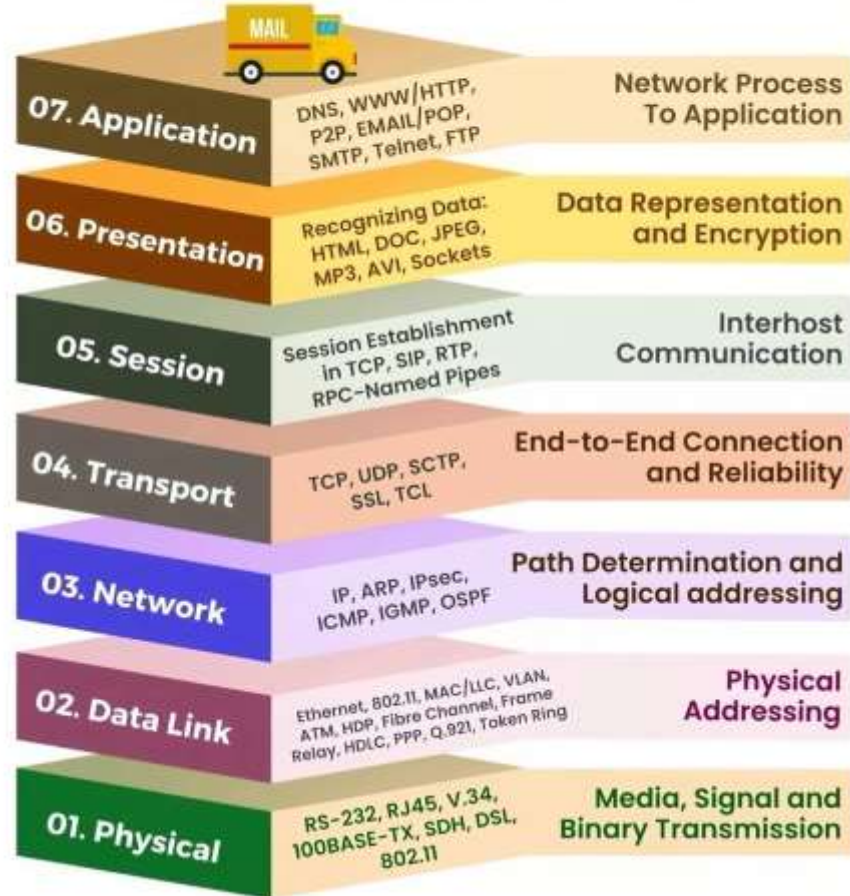 MAIL
07. Application
DNS, WWW/HTTP,
P2P, EMAIL/POP,
SMTP, Telnet, FTP
Network Process
To Application
06. Presentation
Recognizing Data:
HTML, DOC, JPEG,
MP3, AVI, Sockets
Data Representation
and Encryption
05. Session
Session Establishment
in TCP, SIP, RTP,
RPC-Named Pipes
Interhost
Communication
04. Transport
TCP, UDP, SCTP,
SSL, TCL
End-to-End Connection
and Reliability
03. Network
IP, ARP, IPsec,
ICMP, IGMP, OSPF
Path Determination and
Logical addressing
02. Data Link
Ethernet, 802.11, MAC/LLC, VLAN,
ATM, HDP, Fibre Channel, Frame
Relay, HDLC, PPP, Q.921, Token Ring
Physical
Addressing
01. Physical
RS-232, RJ45, V.34,
100BASE-TX, SDH, DSL,
802.11
Media, Signal and
Binary Transmission